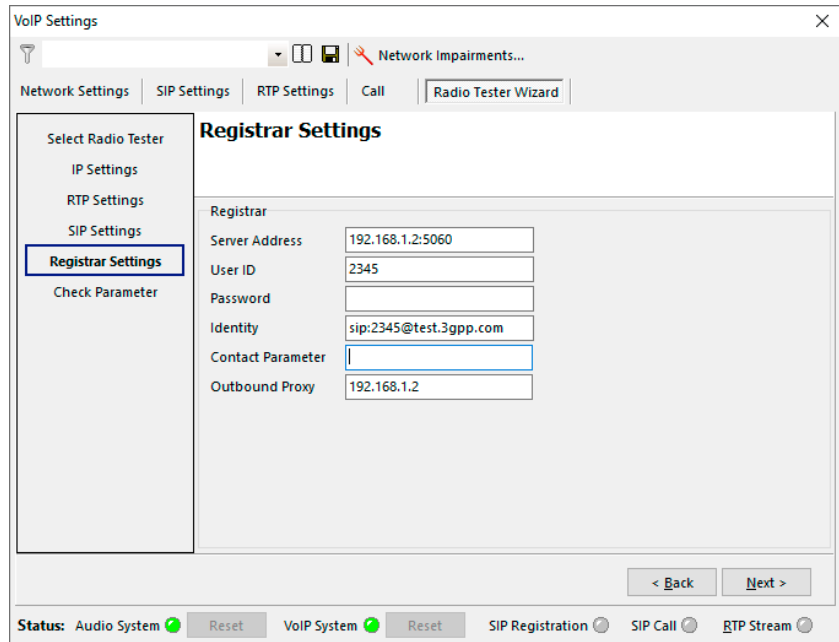 VoIP Settings
Network Impairments...
Network Settings SIP Settings RTP Settings Call Radio Tester Wizard
Select Radio Tester
IP Settings
RTP Settings
SIP Settings
Registrar Settings
Check Parameter
Registrar Settings
Registrar
Server Address 192.168.1.2:5060
User ID 2345
Password
Identity sip:2345@test.3gpp.com
Contact Parameter
Outbound Proxy 192.168.1.2
< Back Next >
Status: Audio System Reset VoIP System Reset SIP Registration SIP Call RTP Stream